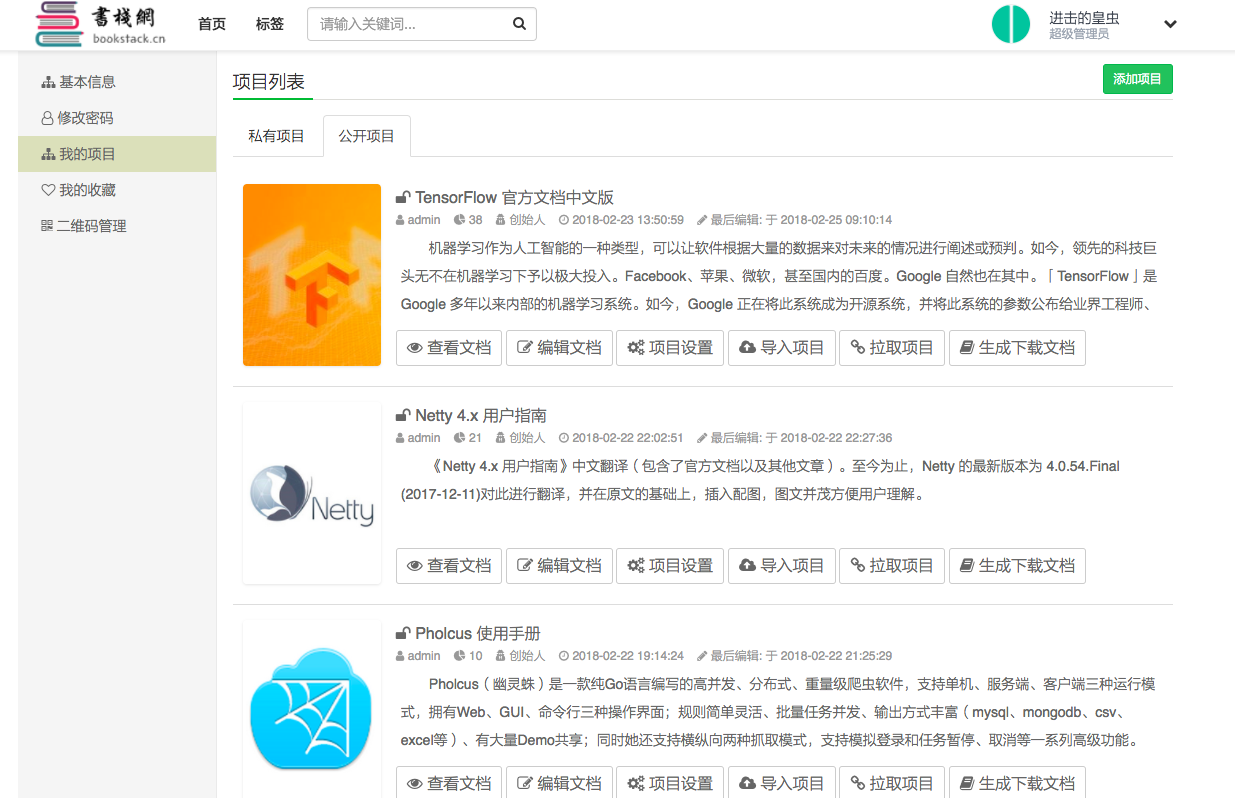 書棧網
bookstack.cn
首页 标签 请输入关键词... 进击的皇虫
超级管理员
基本信息
修改密码
我的项目
我的收藏
二维码管理
项目列表 添加项目
私有项目 公开项目
TensorFlow 官方文档中文版
admin 38 创始人 2018-02-23 13:50:59 最后编辑: 于 2018-02-25 09:10:14
机器学习作为人工智能的一种类型，可以让软件根据大量的数据来对未来的情况进行阐述或预判。如今，领先的科技巨
头无不在机器学习下予以极大投入。Facebook、苹果、微软，甚至国内的百度。Google 自然也在其中。「TensorFlow」是
Google 多年以来内部的机器学习系统。如今，Google 正在将此系统成为开源系统，并将此系统的参数公布给业界工程师、
查看文档 编辑文档 项目设置 导入项目 拉取项目 生成下载文档
Netty
Netty 4.x 用户指南
admin 21 创始人 2018-02-22 22:02:51 最后编辑: 于 2018-02-22 22:27:36
《Netty 4.x 用户指南》中文翻译（包含了官方文档以及其他文章）。至今为止，Netty 的最新版本为 4.0.54.Final
(2017-12-11)对此进行翻译，并在原文的基础上，插入配图，图文并茂方便用户理解。
查看文档 编辑文档 项目设置 导入项目 拉取项目 生成下载文档
Pholcus 使用手册
admin 10 创始人 2018-02-22 19:14:24 最后编辑: 于 2018-02-22 21:25:29
Pholcus（幽灵蛛）是一款纯Go语言编写的高并发、分布式、重量级爬虫软件，支持单机、服务端、客户端三种运行模
式，拥有Web、GUI、命令行三种操作界面；规则简单灵活、批量任务并发、输出方式丰富（mysql、mongodb、csv、
excel等）、有大量Demo共享；同时她还支持横纵向两种抓取模式，支持模拟登录和任务暂停、取消等一系列高级功能。
查看文档 编辑文档 项目设置 导入项目 拉取项目 生成下载文档